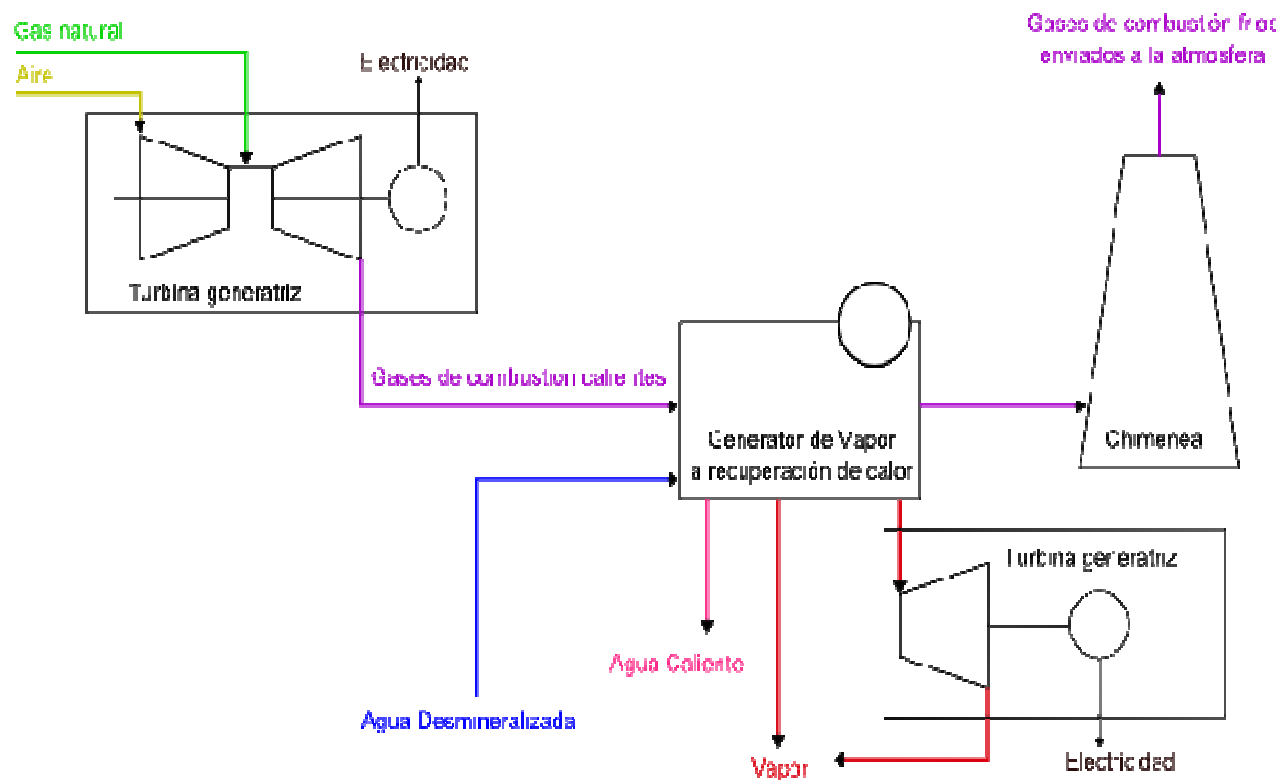 Gas natural
Aire
Electricidad
Gases de combustión frios
enviados a la atmosfera
Turbina generatriz
Gases de combustion calientes
Generator de Vapor
a recuperación de calor
Chimenea
Turbina generatriz
Agua Caliente
Agua Desmineralizada
Vapor
Electricidad